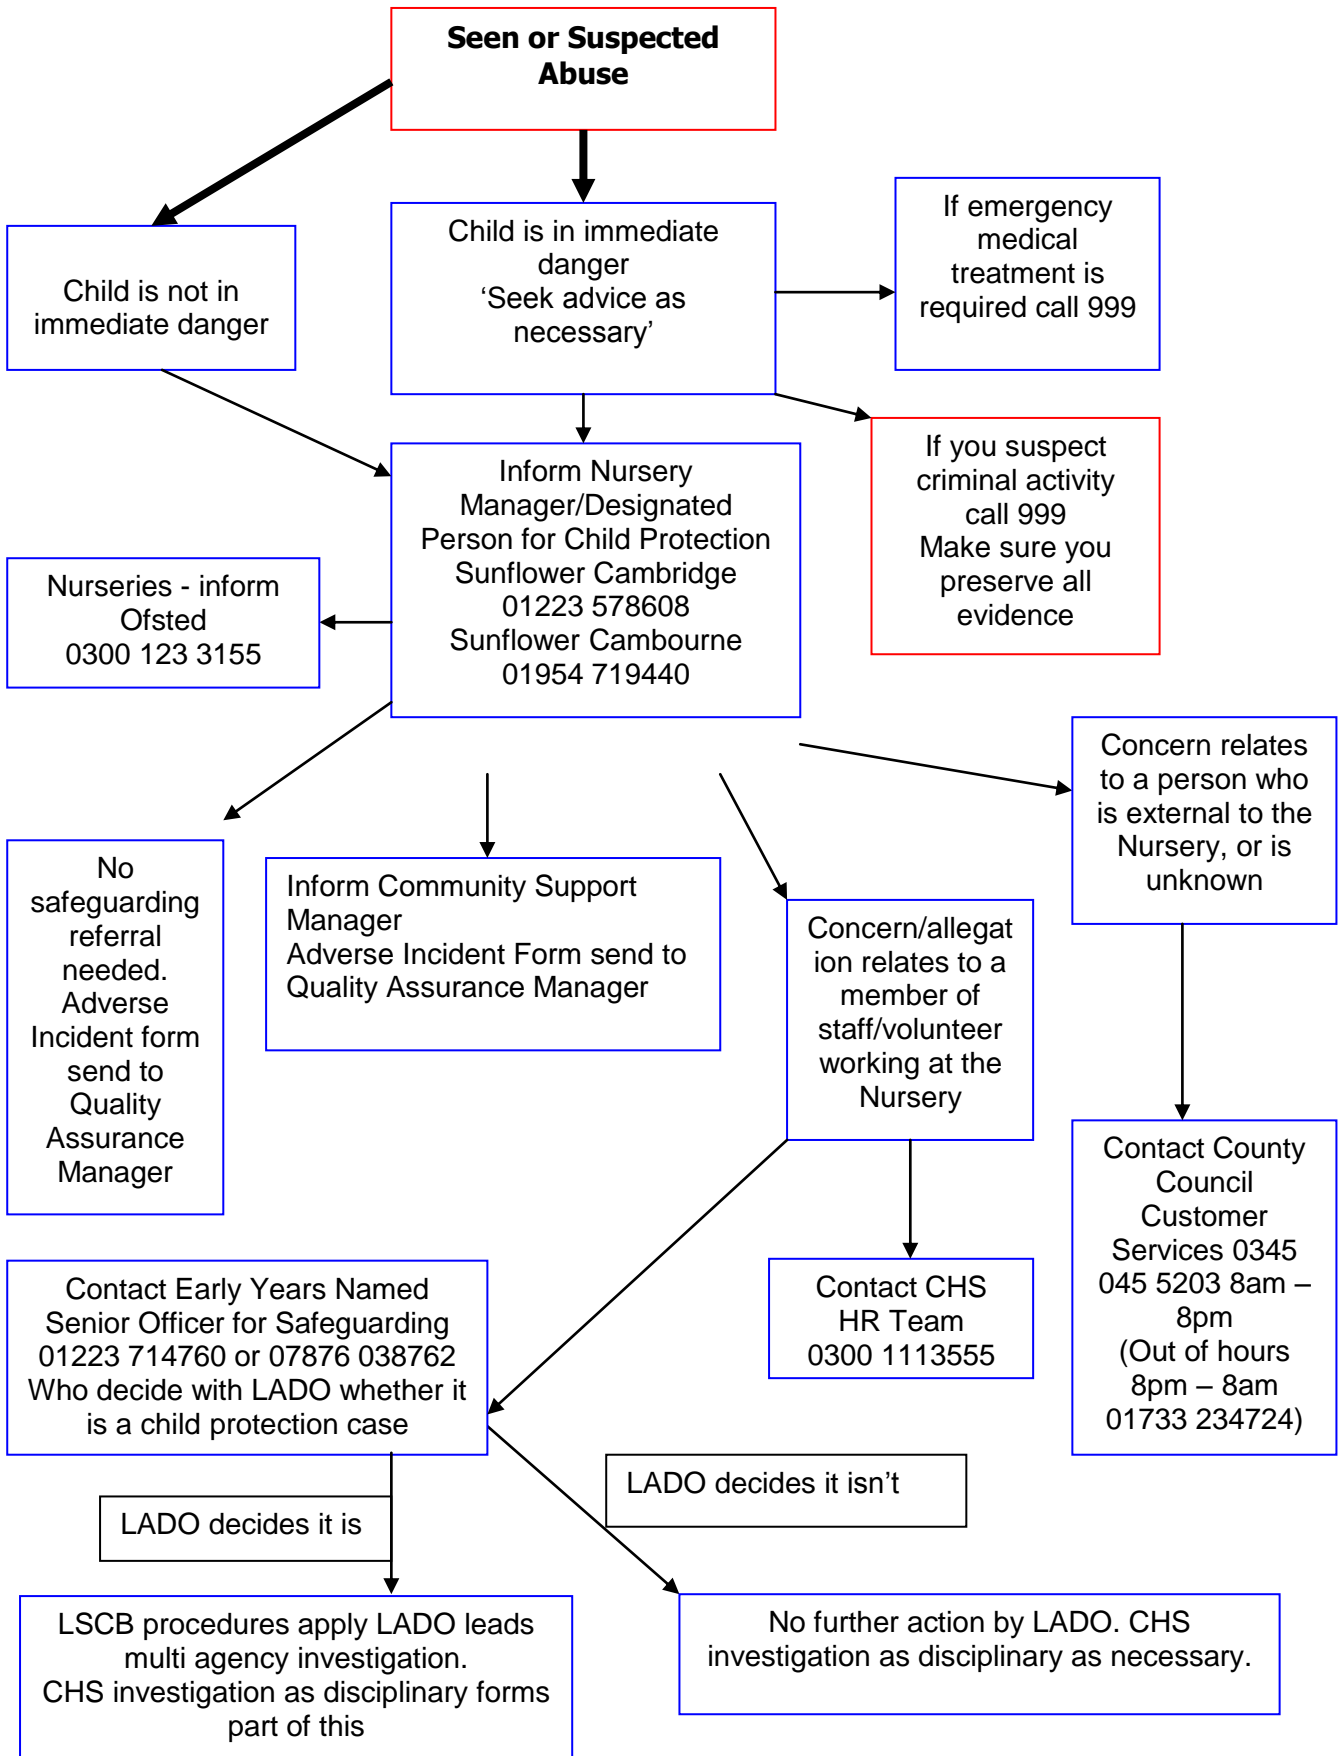 Seen or Suspected
Abuse
Child is not in
immediate danger
Child is in immediate
danger
‘Seek advice as
necessary’
If emergency
medical
treatment is
required call 999
If you suspect
criminal activity
call 999
Make sure you
preserve all
evidence
Inform Nursery
Manager/Designated
Person for Child Protection
Sunflower Cambridge
01223 578608
Sunflower Cambourne
01954 719440
Nurseries - inform
Ofsted
0300 123 3155
Concern relates
to a person who
is external to the
Nursery, or is
unknown
No
safeguarding
referral
needed.
Adverse
Incident form
send to
Quality
Assurance
Manager
Inform Community Support
Manager
Adverse Incident Form send to
Quality Assurance Manager
Concern/allegat
ion relates to a
member of
staff/volunteer
working at the
Nursery
Contact County
Council
Customer
Services 0345
045 5203 8am –
8pm
(Out of hours
8pm – 8am
01733 234724)
Contact Early Years Named
Senior Officer for Safeguarding
01223 714760 or 07876 038762
Who decide with LADO whether it
is a child protection case
Contact CHS
HR Team
0300 1113555
LADO decides it is
LADO decides it isn’t
LSCB procedures apply LADO leads
multi agency investigation.
CHS investigation as disciplinary forms
part of this
No further action by LADO. CHS
investigation as disciplinary as necessary.